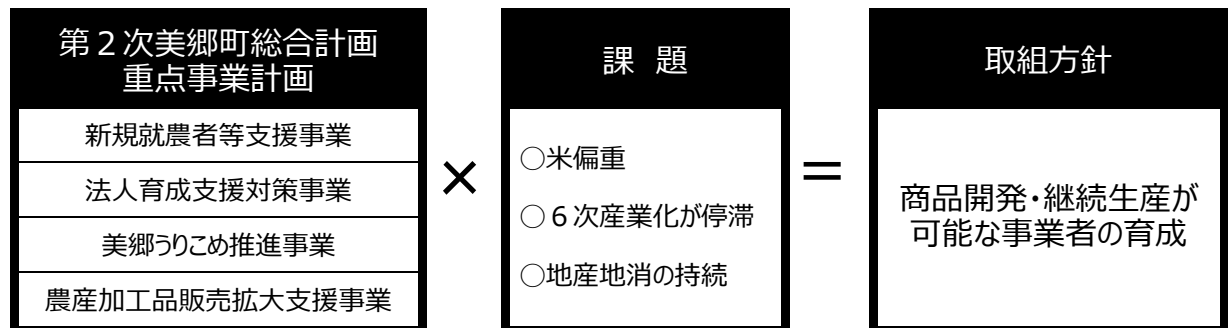 第２次美郷町総合計画
重点事業計画
新規就農者等支援事業
法人育成支援対策事業
美郷うりこめ推進事業
農産加工品販売拡大支援事業
×
課 題
○米偏重
○６次産業化が停滞
○地産地消の持続
＝
取組方針
商品開発・継続生産が
可能な事業者の育成